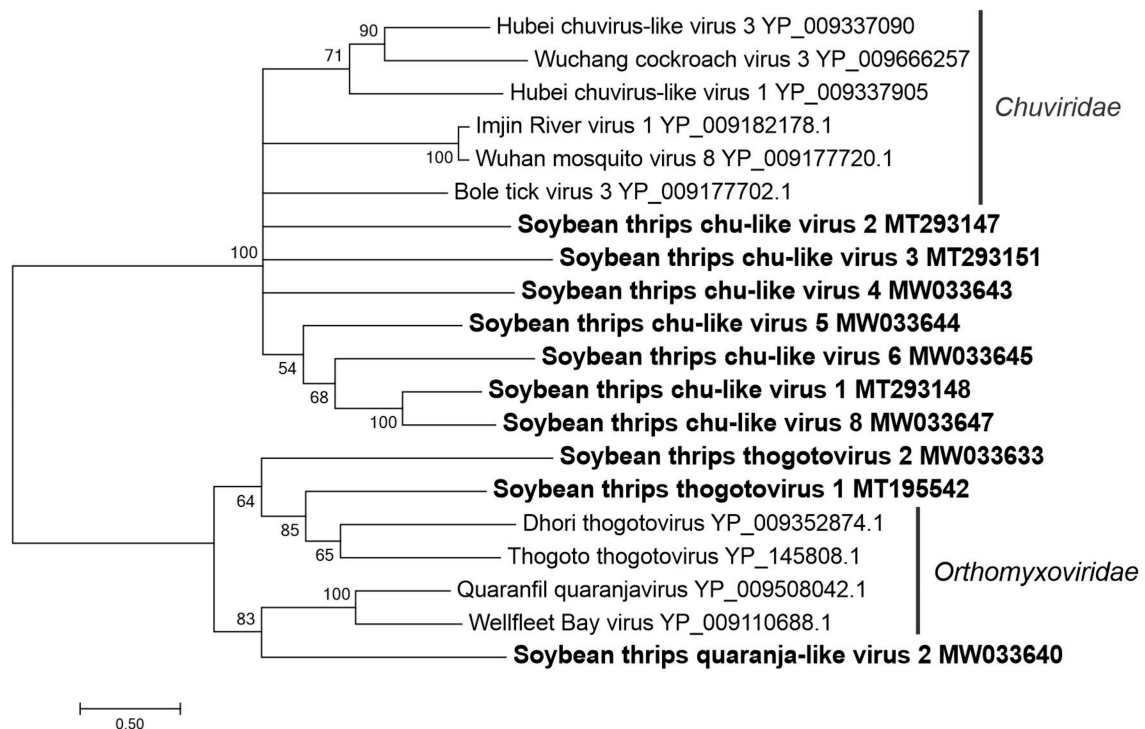 Hubei chuvirus-like virus 3 YP_009337090
90
Wuchang cockroach virus 3 YP_009666257
71
Hubei chuvirus-like virus 1 YP_009337905
Chuviridae
Imjin River virus 1 YP_009182178.1
100
Wuhan mosquito virus 8 YP_009177720.1
Bole tick virus 3 YP_009177702.1
Soybean thrips chu-like virus 2 MT293147
100
Soybean thrips chu-like virus 3 MT293151
Soybean thrips chu-like virus 4 MW033643
Soybean thrips chu-like virus 5 MW033644
54
Soybean thrips chu-like virus 6 MW033645
68
Soybean thrips chu-like virus 1 MT293148
100
Soybean thrips chu-like virus 8 MW033647
Soybean thrips thogotovirus 2 MW033633
64
Soybean thrips thogotovirus 1 MT195542
85
Dhori thogotovirus YP_009352874.1
65
Thogoto thogotovirus YP_145808.1
Orthomyxoviridae
100
Quaranfil quaranjavirus YP_009508042.1
83
Wellfleet Bay virus YP_009110688.1
Soybean thrips quaranja-like virus 2 MW033640
0.50